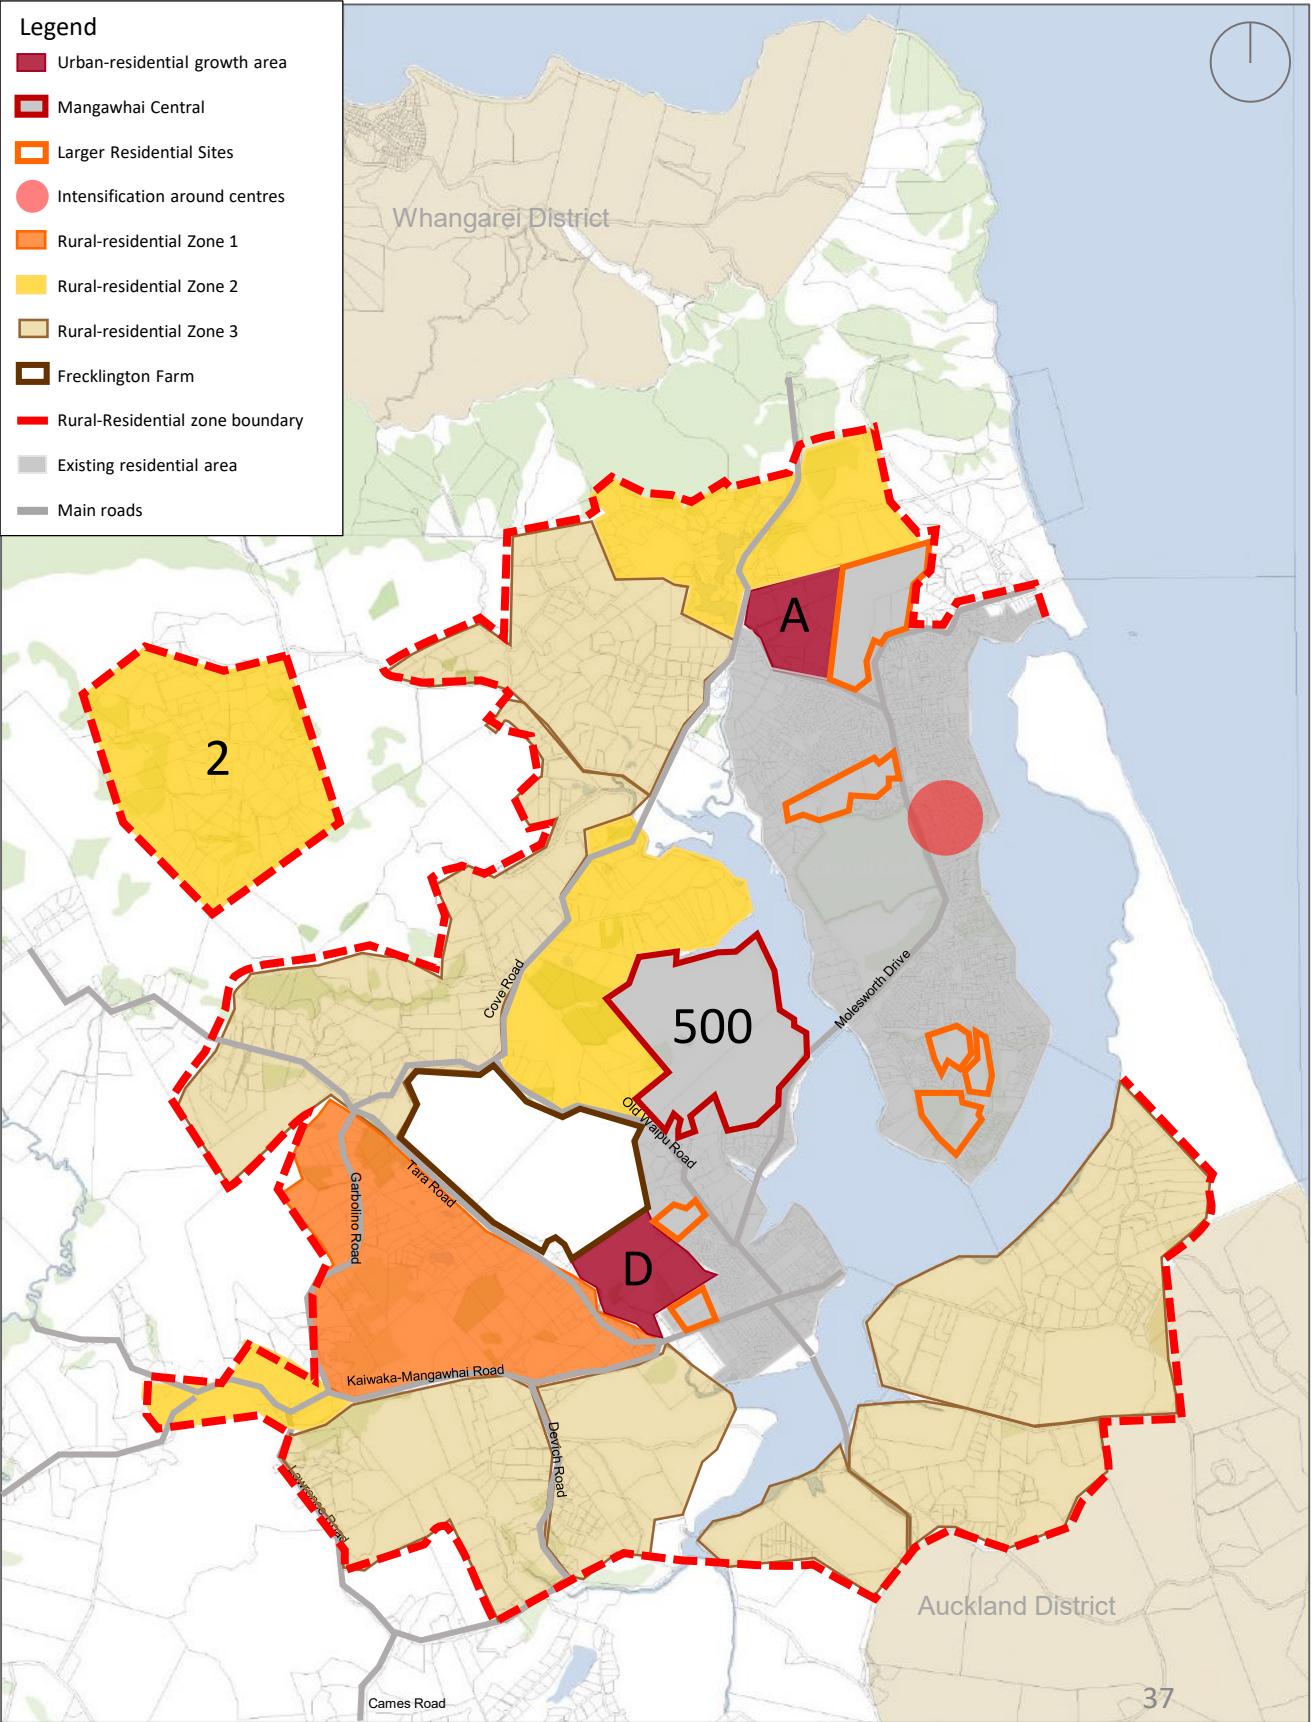 Legend
Urban-residential growth area
Mangawhai Central
Larger Residential Sites
Intensification around centres
Rural-residential Zone 1
Rural-residential Zone 2
Rural-residential Zone 3
Frecklington Farm
Rural-Residential zone boundary
Existing residential area
Main roads
Whangarei District
A
2
Cove Road
Molesworth Drive
500
Old Waipu Road
Tara Road
Garbolino Road
D
Kaiwaka-Mangawhai Road
Devich Road
Lawrence Road
Auckland District
Cames Road
37